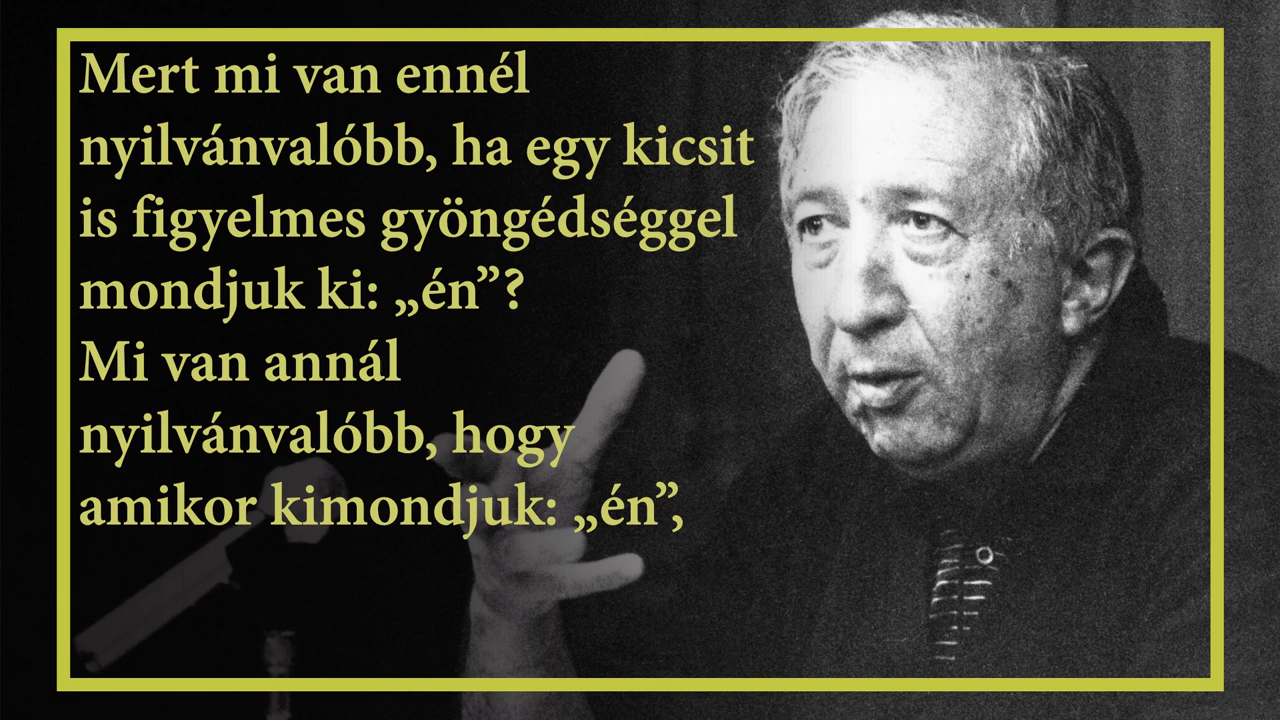 Mert mi van ennél
nyilvánvalóbb, ha egy kicsit
is figyelmes gyöngédséggel
mondjuk ki: „én”?
Mi van annál
nyilvánvalóbb, hogy
amikor kimondjuk: „én”,